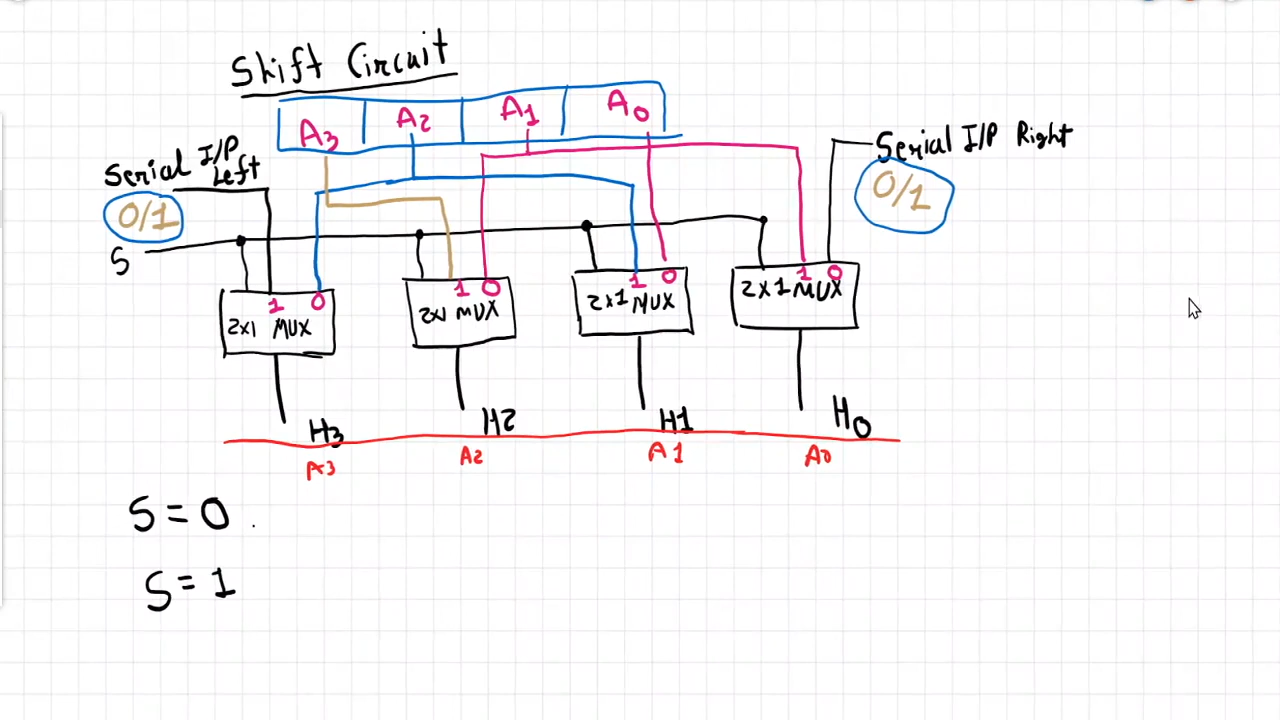 Shift Circuit
A3 A2 A1 A0
Serial I/P Left
Serial I/P Right
0/1
0/1
S
1 0
1 0
1 0
1 0
2x1 MUX
2x1 MUX
2x1 MUX
2x1 MUX
H3 H2 H1 H0
A3 A2 A1 A0
S = 0
S = 1